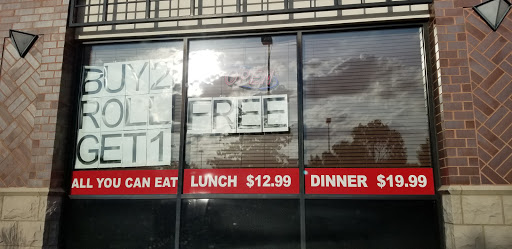 BUY 2
ROLL
GET 1
FREE
ALL YOU CAN EAT LUNCH $12.99 DINNER $19.99